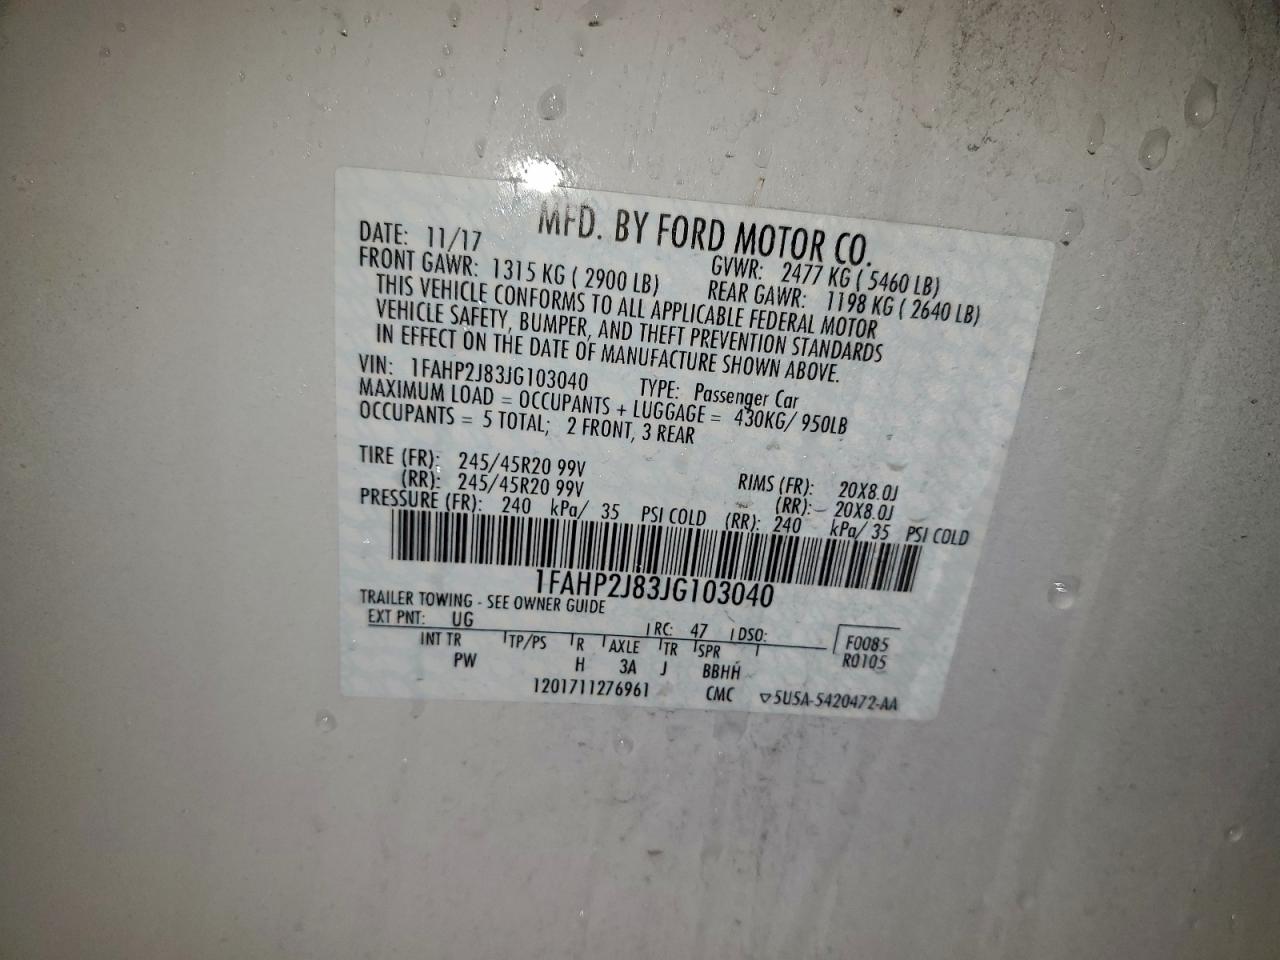 MFD. BY FORD MOTOR CO.
DATE: 11/17 GVWR: 2477 KG ( 5460 LB)
FRONT GAWR: 1315 KG ( 2900 LB) REAR GAWR: 1198 KG ( 2640 LB)
THIS VEHICLE CONFORMS TO ALL APPLICABLE FEDERAL MOTOR
VEHICLE SAFETY, BUMPER, AND THEFT PREVENTION STANDARDS
IN EFFECT ON THE DATE OF MANUFACTURE SHOWN ABOVE.
VIN: 1FAHP2J83JG103040 TYPE: Passenger Car
MAXIMUM LOAD = OCCUPANTS + LUGGAGE = 430KG/ 950LB
OCCUPANTS = 5 TOTAL; 2 FRONT, 3 REAR
TIRE (FR): 245/45R20 99V RIMS (FR): 20X8.0J
(RR): 245/45R20 99V (RR): 20X8.0J
PRESSURE (FR): 240 kPa/ 35 PSI COLD (RR): 240 kPa/ 35 PSI COLD
1FAHP2J83JG103040
TRAILER TOWING - SEE OWNER GUIDE
EXT PNT: UG RC: 47 DSO: F0085
INT TR TP/PS R AXLE TR SPR R0105
PW H 3A J BBHH
1201711276961 CMC ▽5U5A-5420472-AA